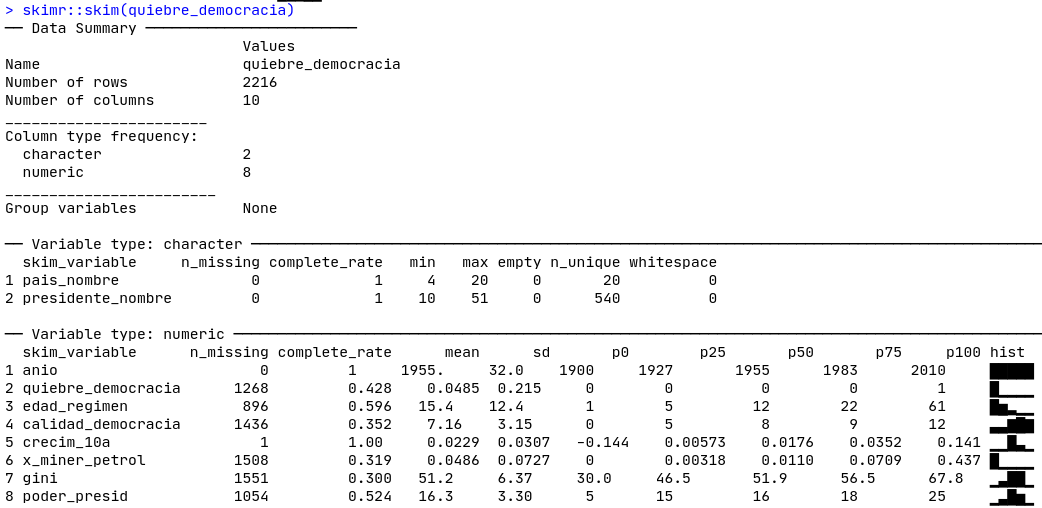 > skimr::skim(quiebre_democracia)
── Data Summary ────────────────────────
                           Values
Name                       quiebre_democracia
Number of rows             2216
Number of columns          10
_______________________
Column type frequency:
  character                2
  numeric                  8
________________________
Group variables            None
── Variable type: character ──────────────────────────────
  skim_variable     n_missing complete_rate   min   max empty n_unique whitespace
1 pais_nombre               0             1     4    20     0       20          0
2 presidente_nombre         0             1    10    51     0      540          0
── Variable type: numeric ──────────────────────────────
  skim_variable      n_missing complete_rate      mean      sd       p0        p25       p50       p75     p100 hist
1 anio                       0         1     1955.     32.0    1900     1927       1955      1983      2010     █████
2 quiebre_democracia      1268         0.428    0.0485  0.215     0        0          0         0         1     █▁▁▁▁
3 edad_regimen             896         0.596   15.4    12.4       1        5         12        22        61     █▅▂▁▁
4 calidad_democracia      1436         0.352    7.16    3.15      0        5          8         9        12     ▂▂▇█▇
5 crecim_10a                 1         1.00     0.0229  0.0307   -0.144    0.00573    0.0176    0.0352    0.141 ▁▁█▃▁
6 x_miner_petrol          1508         0.319    0.0486  0.0727    0        0.00318    0.0110    0.0709    0.437 █▁▁▁▁
7 gini                    1551         0.300   51.2     6.37     30.0     46.5       51.9      56.5      67.8   ▁▃██▁
8 poder_presid            1054         0.524   16.3     3.30      5       15         16        18        25     ▁▂█▆▁